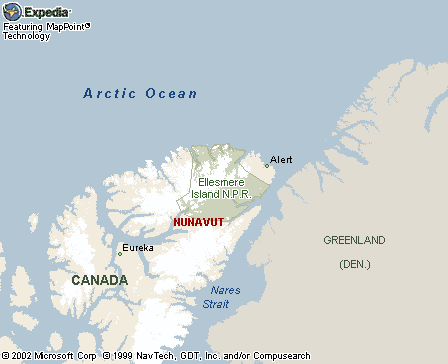 Expedia
Featuring MapPoint®
Technology
Arctic Ocean
Alert
Ellesmere
Island N.P.R.
NUNAVUT
Eureka
GREENLAND
(DEN.)
CANADA
Nares
Strait
© 2002 Microsoft Corp © 1999 NavTech, GDT, Inc. and/or Compusearch